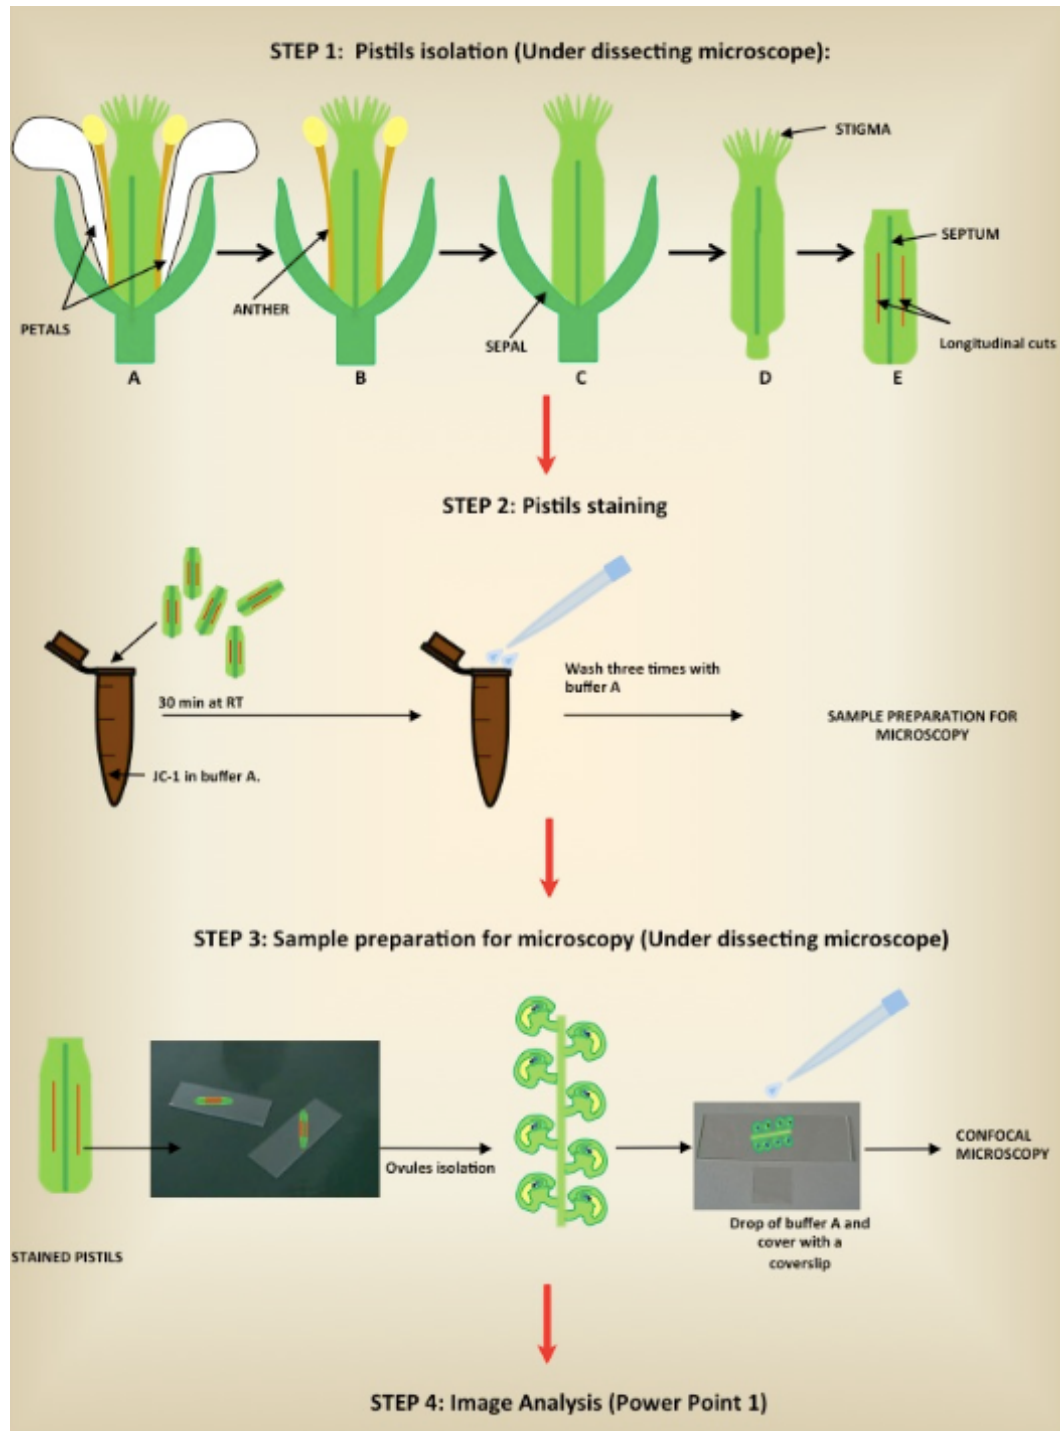 STEP 1: Pistils isolation (Under dissecting microscope):
STIGMA
SEPTUM
PETALS
ANTHER
SEPAL
Longitudinal cuts
A
B
C
D
E
STEP 2: Pistils staining
30 min at RT
JC-1 in buffer A.
Wash three times with
buffer A
SAMPLE PREPARATION FOR
MICROSCOPY
STEP 3: Sample preparation for microscopy (Under dissecting microscope)
STAINED PISTILS
Ovules isolation
Drop of buffer A and
cover with a
coverslip
CONFOCAL
MICROSCOPY
STEP 4: Image Analysis (Power Point 1)